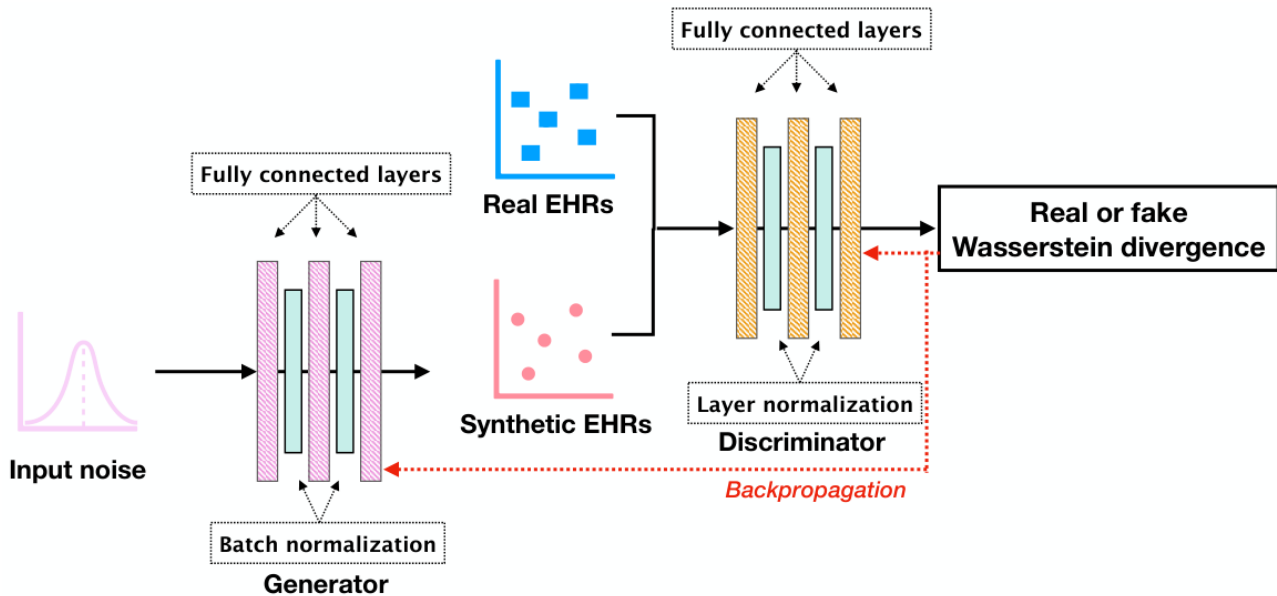 Fully connected layers
Real EHRs
Fully connected layers
Real or fake
Wasserstein divergence
Input noise
Synthetic EHRs
Layer normalization
Discriminator
Backpropagation
Batch normalization
Generator